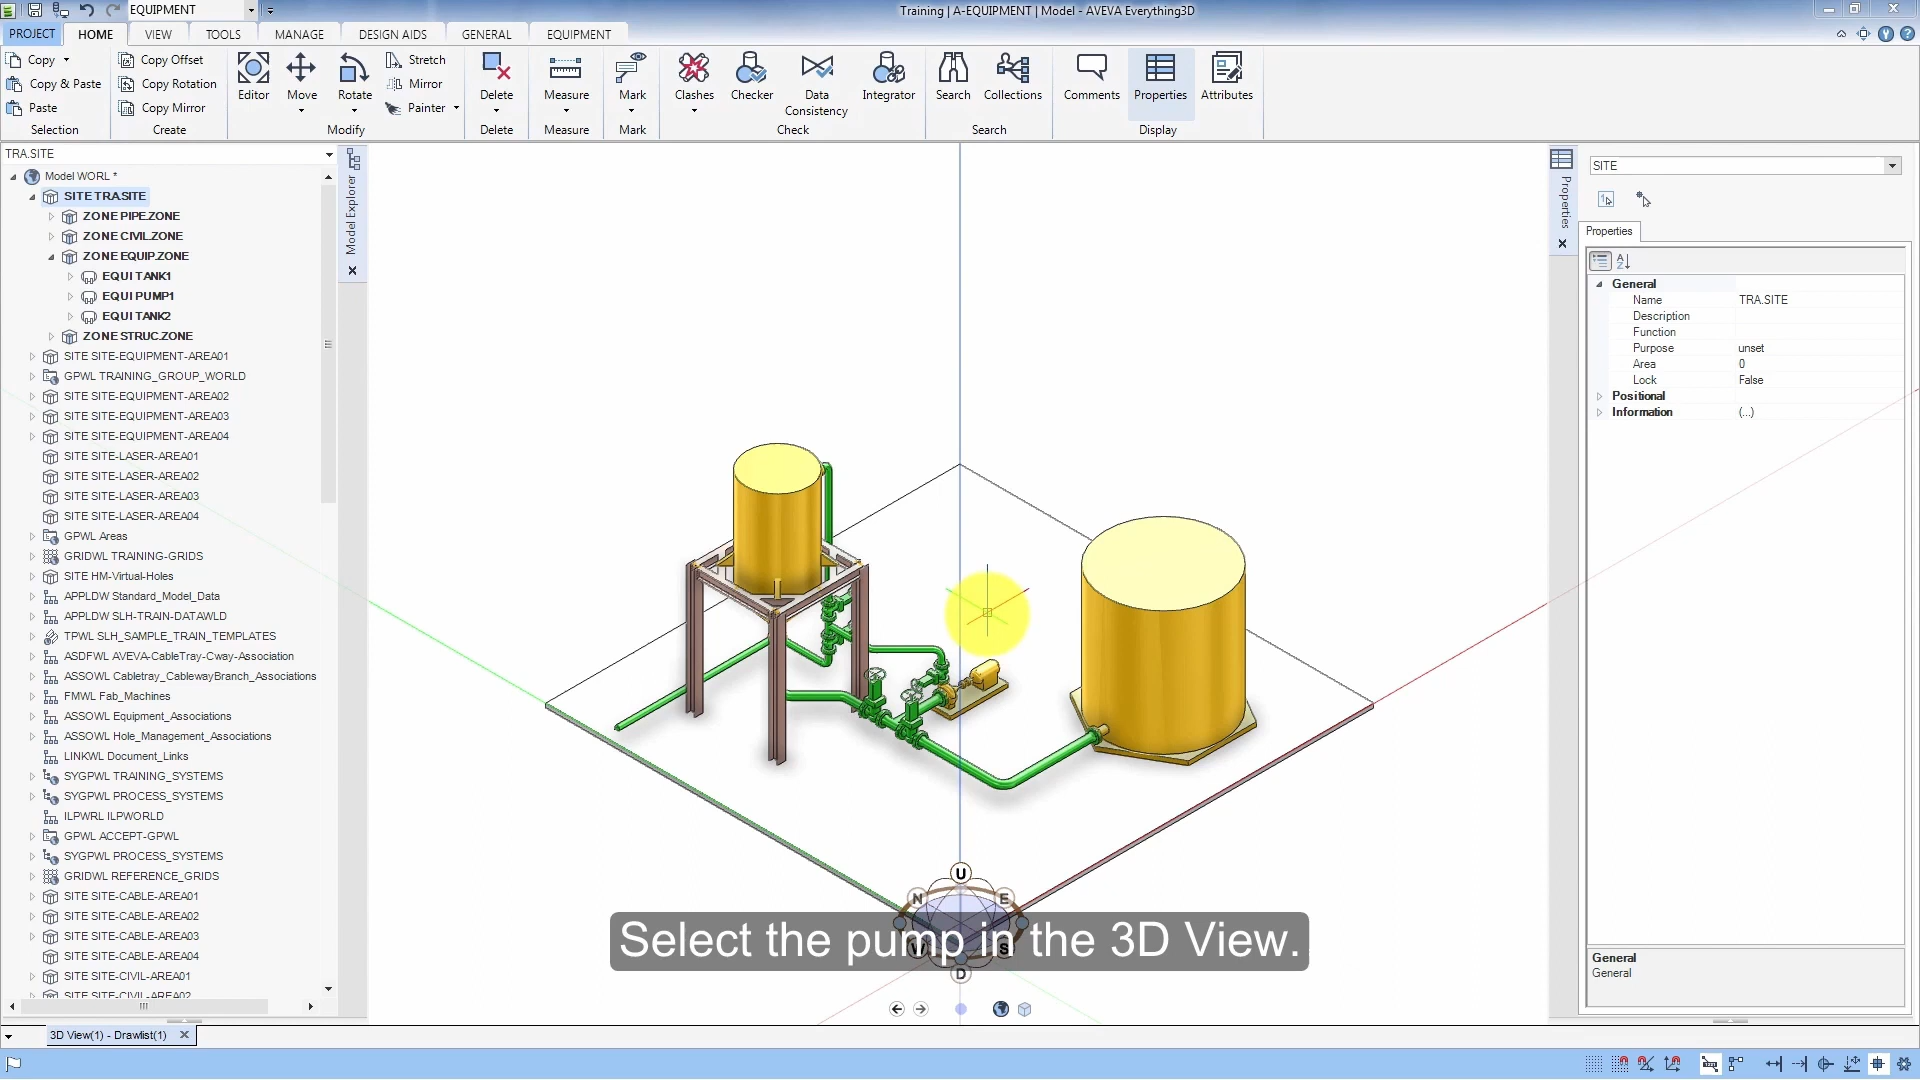 EQUIPMENT
Training | A-EQUIPMENT | Model - AVEVA Everything3D
PROJECT HOME VIEW TOOLS MANAGE DESIGN AIDS GENERAL EQUIPMENT
Copy
Copy & Paste
Paste
Selection
Copy Offset
Copy Rotation
Copy Mirror
Create
Editor
Move
Rotate
Stretch
Mirror
Painter
Modify
Delete
Delete
Measure
Measure
Mark
Mark
Clashes
Checker
Data Consistency
Integrator
Check
Search
Collections
Search
Comments
Properties
Attributes
Display
TRA.SITE
Model WORL *
SITE TRA.SITE
ZONE PIPE.ZONE
ZONE CIVIL.ZONE
ZONE EQUIP.ZONE
EQUI TANK1
EQUI PUMP1
EQUI TANK2
ZONE STRUC.ZONE
SITE SITE-EQUIPMENT-AREA01
GPWL TRAINING_GROUP_WORLD
SITE SITE-EQUIPMENT-AREA02
SITE SITE-EQUIPMENT-AREA03
SITE SITE-EQUIPMENT-AREA04
SITE SITE-LASER-AREA01
SITE SITE-LASER-AREA02
SITE SITE-LASER-AREA03
SITE SITE-LASER-AREA04
GPWL Areas
GRIDWL TRAINING-GRIDS
SITE HM-Virtual-Holes
APPLDW Standard_Model_Data
APPLDW SLH-TRAIN-DATAWLD
TPWL SLH_SAMPLE_TRAIN_TEMPLATES
ASDFWL AVEVA-CableTray-Cway-Association
ASSOWL Cabletray_CablewayBranch_Associations
FMWL Fab_Machines
ASSOWL Equipment_Associations
ASSOWL Hole_Management_Associations
LINKWL Document_Links
SYGPWL TRAINING_SYSTEMS
SYGPWL PROCESS_SYSTEMS
ILPWRL ILPWORLD
GPWL ACCEPT-GPWL
SYGPWL PROCESS_SYSTEMS
GRIDWL REFERENCE_GRIDS
SITE SITE-CABLE-AREA01
SITE SITE-CABLE-AREA02
SITE SITE-CABLE-AREA03
SITE SITE-CABLE-AREA04
SITE SITE-CIVIL-AREA01
SITE SITE-CIVIL-AREA02
Model Explorer
U
N E
W S
D
Select the pump in the 3D View.
Properties
SITE
Properties
General
Name TRA.SITE
Description
Function
Purpose unset
Area 0
Lock False
Positional
Information (...)
General
General
3D View(1) - Drawlist(1)